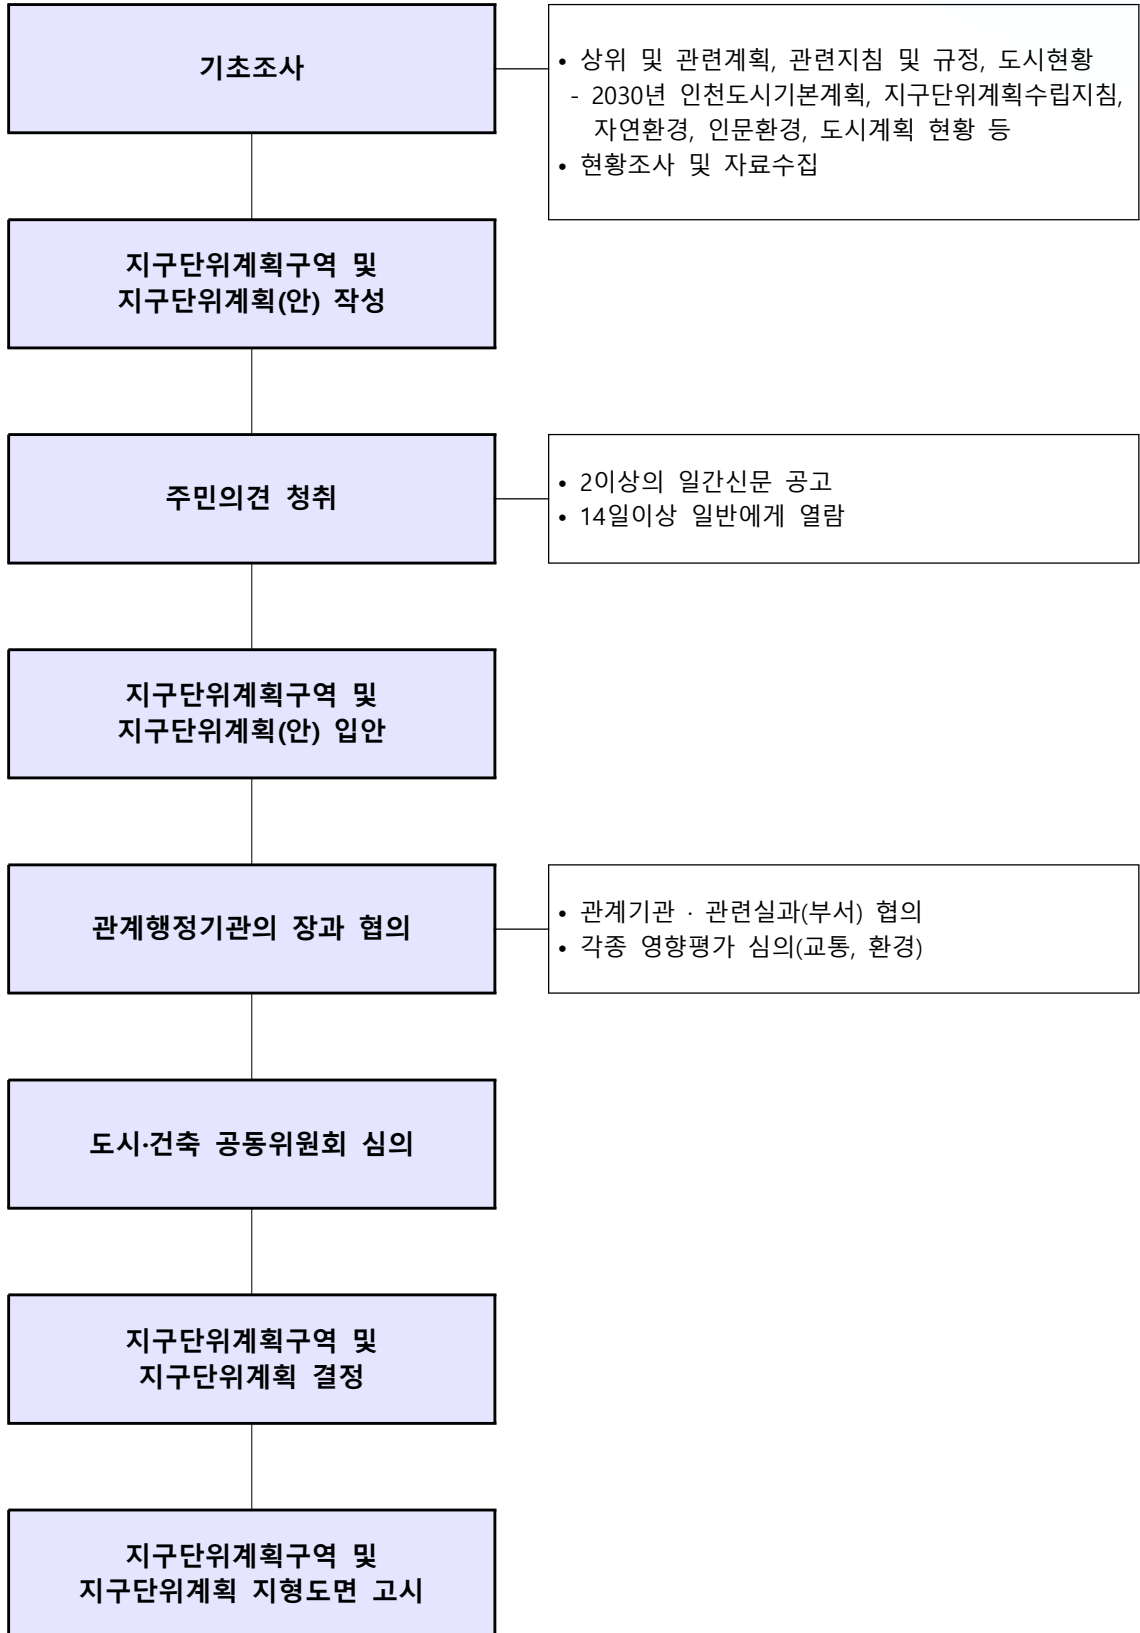 기초조사
• 상위 및 관련계획, 관련지침 및 규정, 도시현황
- 2030년 인천도시기본계획, 지구단위계획수립지침,
자연환경, 인문환경, 도시계획 현황 등
• 현황조사 및 자료수집
지구단위계획구역 및
지구단위계획(안) 작성
주민의견 청취
• 2이상의 일간신문 공고
• 14일이상 일반에게 열람
지구단위계획구역 및
지구단위계획(안) 입안
관계행정기관의 장과 협의
• 관계기관 · 관련실과(부서) 협의
• 각종 영향평가 심의(교통, 환경)
도시·건축 공동위원회 심의
지구단위계획구역 및
지구단위계획 결정
지구단위계획구역 및
지구단위계획 지형도면 고시